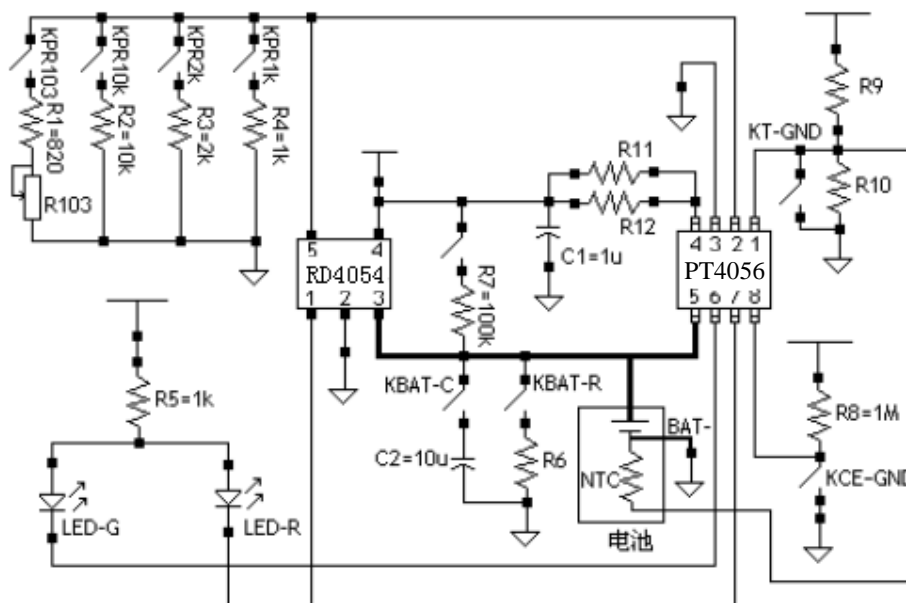 KPR103
R1=820
R103
KPR10k
R2=10k
KPR2k
R3=2k
KPR1k
R4=1k
R9
KT-GND
R10
R11
R12
C1=1u
4 3 2 1
PT4056
5 6 7 8
5 4
RD4054
1 2 3
R7=100k
R5=1k
KBAT-C
KBAT-R
C2=10u
R6
BAT-
NTC
电池
R8=1M
KCE-GND
LED-G
LED-R